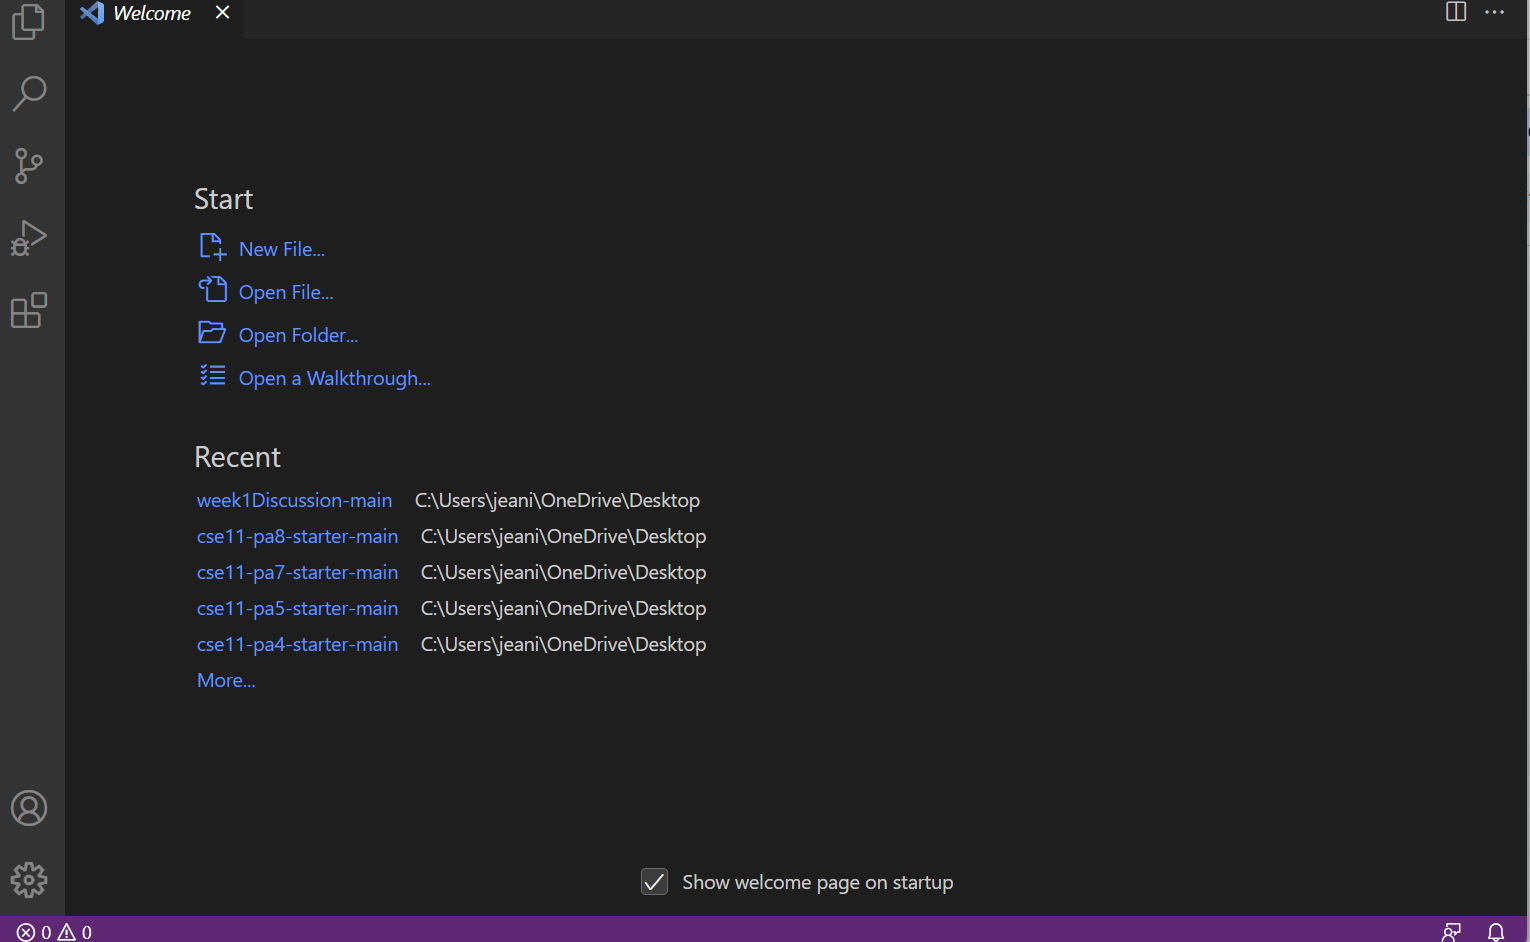 Welcome
Start
New File...
Open File...
Open Folder...
Open a Walkthrough...
Recent
week1Discussion-main C:\Users\jeani\OneDrive\Desktop
cse11-pa8-starter-main C:\Users\jeani\OneDrive\Desktop
cse11-pa7-starter-main C:\Users\jeani\OneDrive\Desktop
cse11-pa5-starter-main C:\Users\jeani\OneDrive\Desktop
cse11-pa4-starter-main C:\Users\jeani\OneDrive\Desktop
More...
Show welcome page on startup
0 0